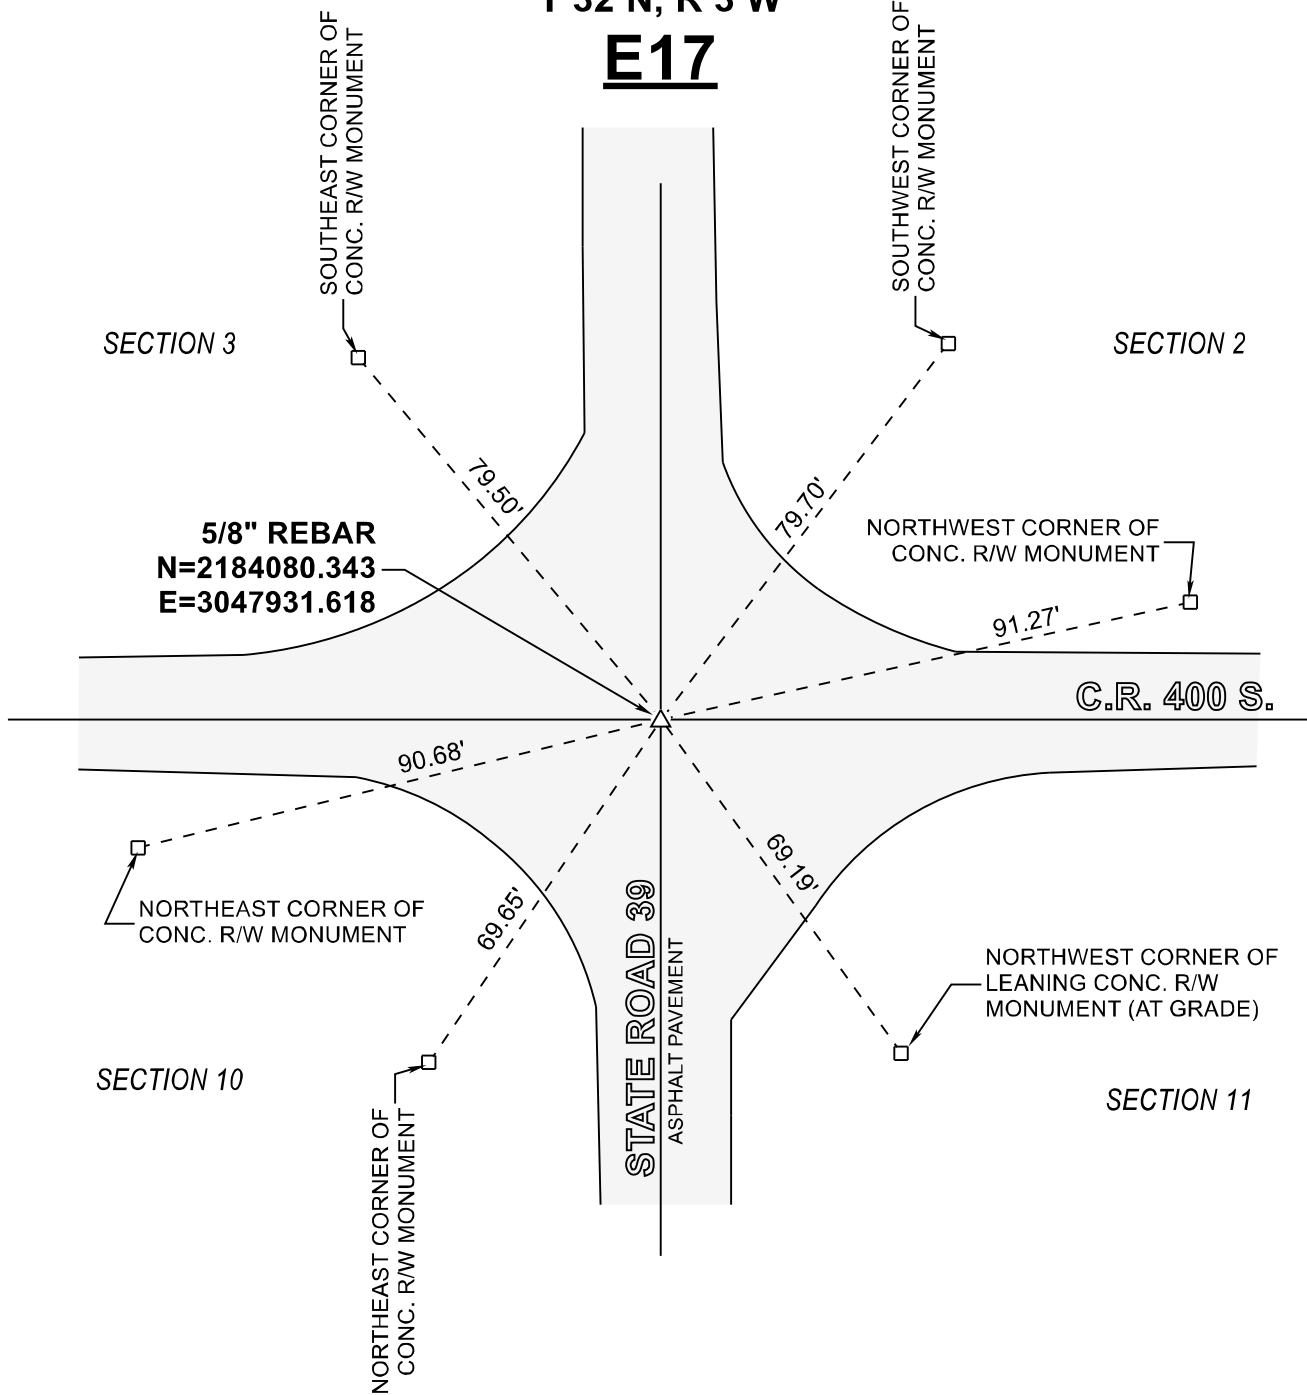 T 32 N, R 3 W
E17
SOUTHEAST CORNER OF
CONC. R/W MONUMENT
SOUTHWEST CORNER OF
CONC. R/W MONUMENT
SECTION 3
SECTION 2
79.50'
79.70'
5/8" REBAR
N=2184080.343
E=3047931.618
NORTHWEST CORNER OF
CONC. R/W MONUMENT
91.27'
C.R. 400 S.
90.68'
69.19'
69.65'
NORTHEAST CORNER OF
CONC. R/W MONUMENT
STATE ROAD 39
ASPHALT PAVEMENT
NORTHWEST CORNER OF
LEANING CONC. R/W
MONUMENT (AT GRADE)
SECTION 10
SECTION 11
NORTHEAST CORNER OF
CONC. R/W MONUMENT